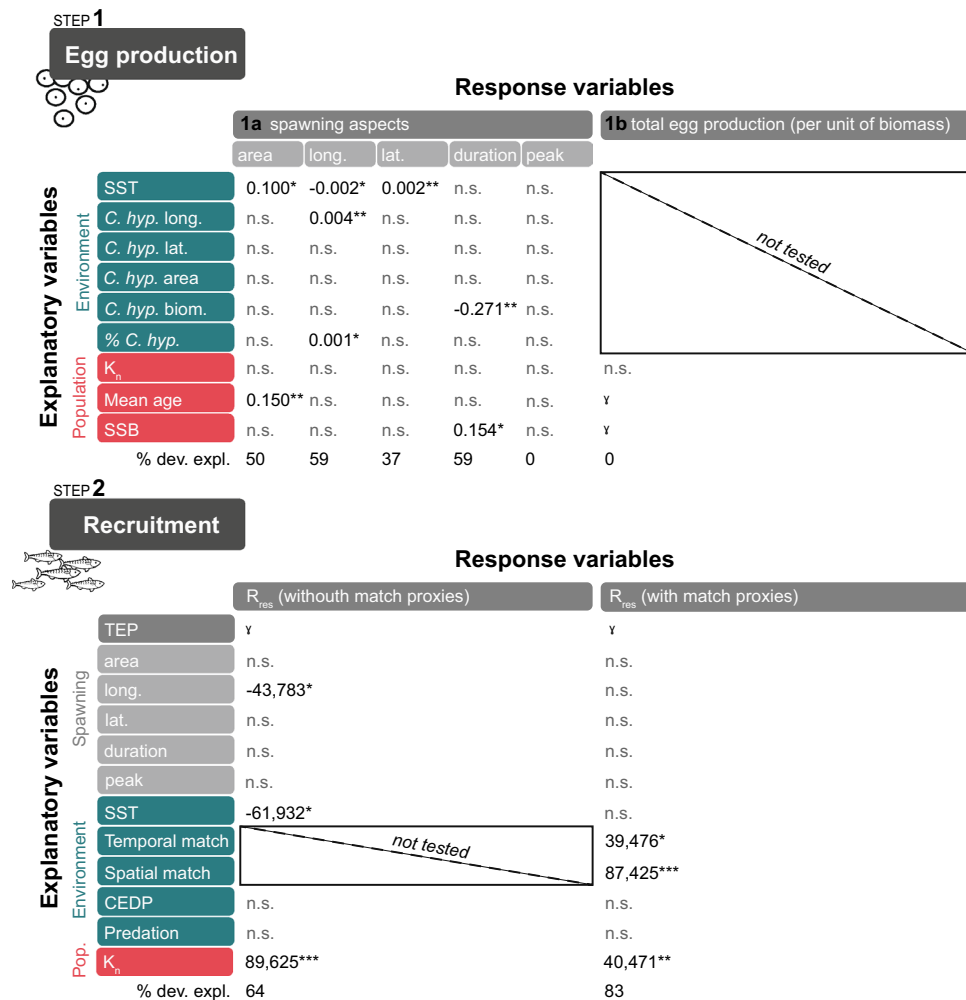 STEP 1
Egg production
Response variables
1a spawning aspects 1b total egg production (per unit of biomass)
area long. lat. duration peak
Explanatory variables
Environment
Population
SST 0.100* -0.002* 0.002** n.s. n.s.
C. hyp. long. n.s. 0.004** n.s. n.s. n.s.
C. hyp. lat. n.s. n.s. n.s. n.s. n.s.
C. hyp. area n.s. n.s. n.s. n.s. n.s.
C. hyp. biom. n.s. n.s. n.s. -0.271** n.s.
% C. hyp. n.s. 0.001* n.s. n.s. n.s.
not tested
Kn n.s. n.s. n.s. n.s. n.s. n.s.
Mean age 0.150** n.s. n.s. n.s. n.s. ɣ
SSB n.s. n.s. n.s. 0.154* n.s. ɣ
% dev. expl. 50 59 37 59 0 0
STEP 2
Recruitment
Response variables
Rres (withouth match proxies) Rres (with match proxies)
Explanatory variables
Spawning
Environment
Pop.
TEP ɣ ɣ
area n.s. n.s.
long. -43,783* n.s.
lat. n.s. n.s.
duration n.s. n.s.
peak n.s. n.s.
SST -61,932* n.s.
Temporal match not tested 39,476*
Spatial match 87,425***
CEDP n.s. n.s.
Predation n.s. n.s.
Kn 89,625*** 40,471**
% dev. expl. 64 83